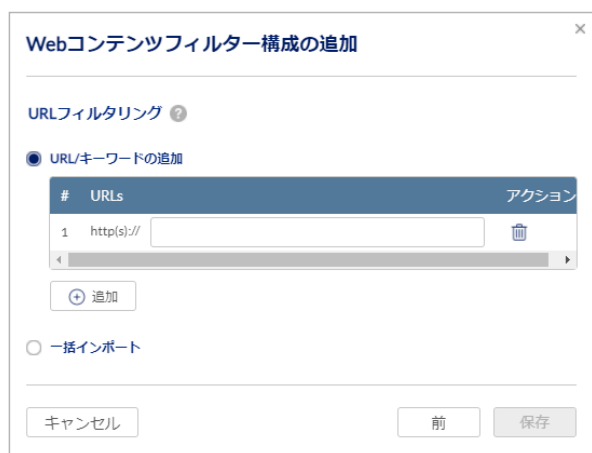 ×
Webコンテンツフィルター構成の追加
URLフィルタリング ?
URL/キーワードの追加
# URLs アクション
1 http(s)://
追加
一括インポート
キャンセル 前 保存